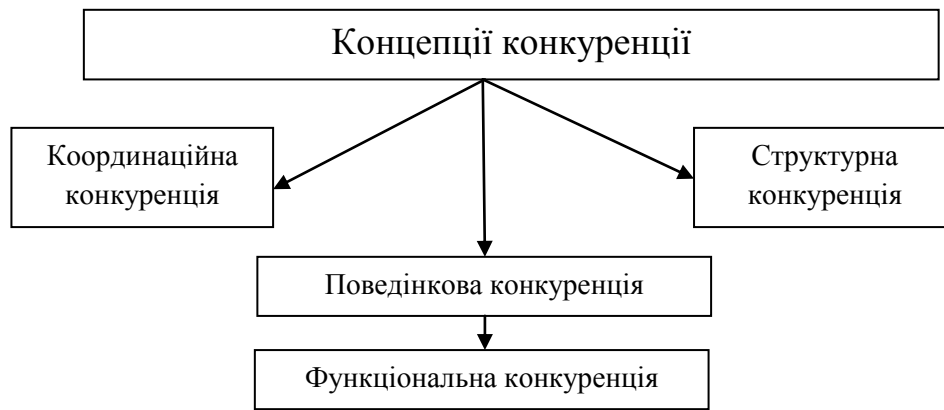 Концепції конкуренції
Координаційна
конкуренція
Структурна
конкуренція
Поведінкова конкуренція
Функціональна конкуренція